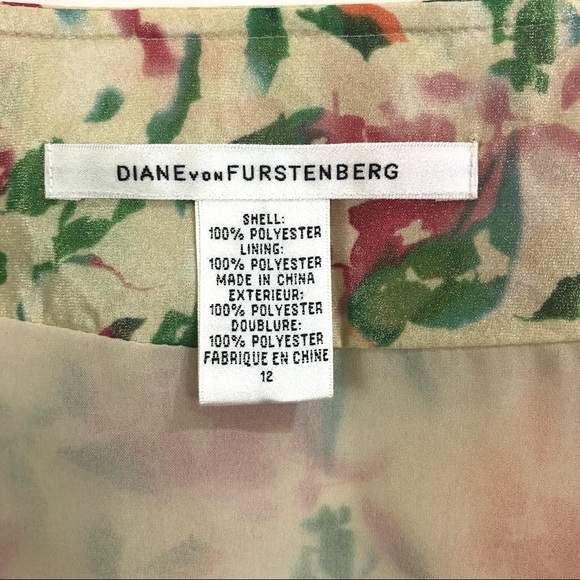 DIANE VON FURSTENBERG
SHELL:
100% POLYESTER
LINING:
100% POLYESTER
MADE IN CHINA
EXTERIEUR:
100% POLYESTER
DOUBLURE:
100% POLYESTER
FABRIQUE EN CHINE
12